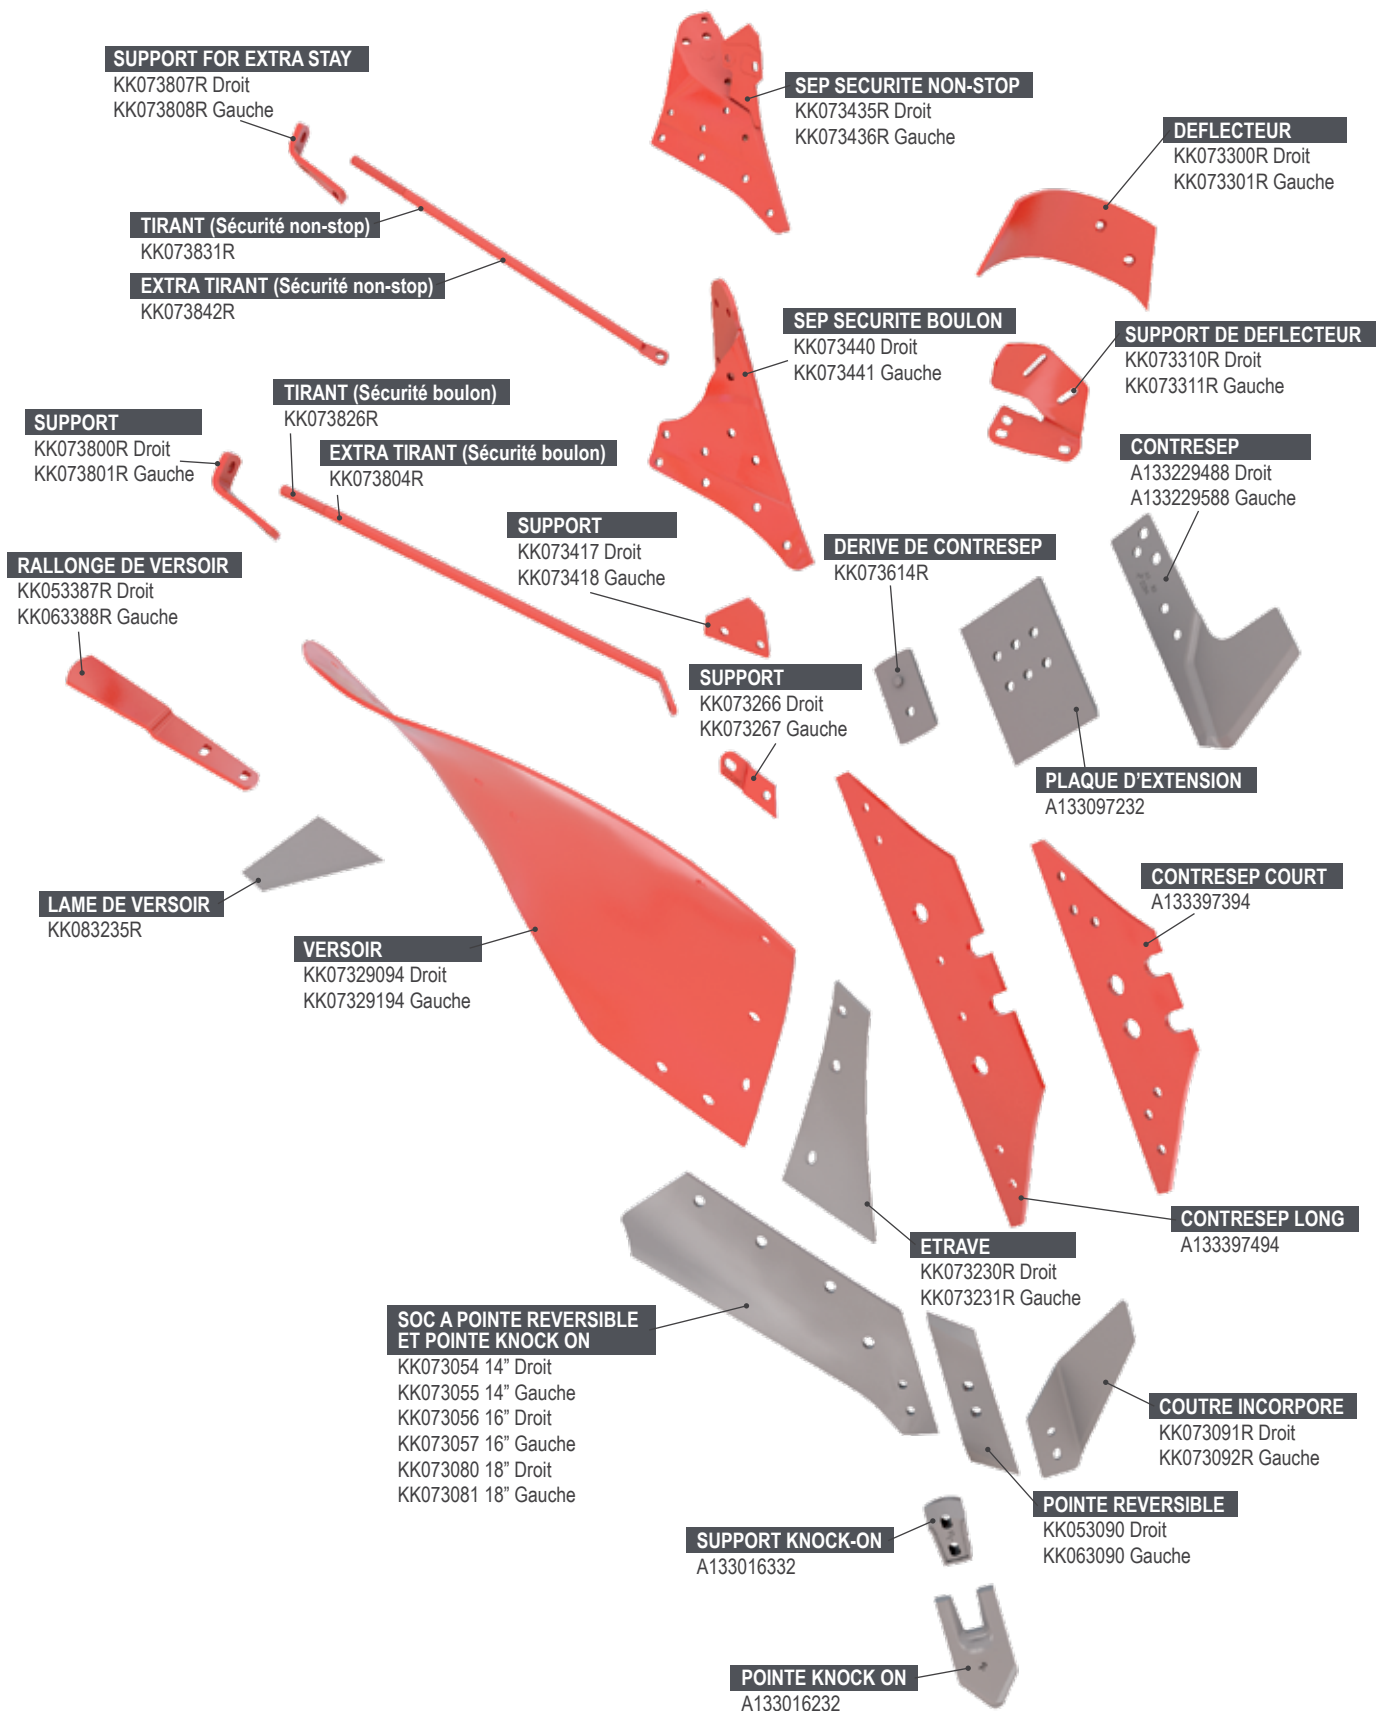 SUPPORT FOR EXTRA STAY
KK073807R Droit
KK073808R Gauche
SEP SECURITE NON-STOP
KK073435R Droit
KK073436R Gauche
DEFLECTEUR
KK073300R Droit
KK073301R Gauche
TIRANT (Sécurité non-stop)
KK073831R
EXTRA TIRANT (Sécurité non-stop)
KK073842R
SEP SECURITE BOULON
KK073440 Droit
KK073441 Gauche
SUPPORT DE DEFLECTEUR
KK073310R Droit
KK073311R Gauche
TIRANT (Sécurité boulon)
KK073826R
SUPPORT
KK073800R Droit
KK073801R Gauche
EXTRA TIRANT (Sécurité boulon)
KK073804R
CONTRESEP
A133229488 Droit
A133229588 Gauche
SUPPORT
KK073417 Droit
KK073418 Gauche
DERIVE DE CONTRESEP
KK073614R
RALLONGE DE VERSOIR
KK053387R Droit
KK063388R Gauche
SUPPORT
KK073266 Droit
KK073267 Gauche
PLAQUE D'EXTENSION
A133097232
CONTRESEP COURT
A133397394
LAME DE VERSOIR
KK083235R
VERSOIR
KK07329094 Droit
KK07329194 Gauche
CONTRESEP LONG
A133397494
ETRAVE
KK073230R Droit
KK073231R Gauche
SOC A POINTE REVERSIBLE
ET POINTE KNOCK ON
KK073054 14” Droit
KK073055 14” Gauche
KK073056 16” Droit
KK073057 16” Gauche
KK073080 18” Droit
KK073081 18” Gauche
COUTRE INCORPORE
KK073091R Droit
KK073092R Gauche
POINTE REVERSIBLE
KK053090 Droit
KK063090 Gauche
SUPPORT KNOCK-ON
A133016332
POINTE KNOCK ON
A133016232